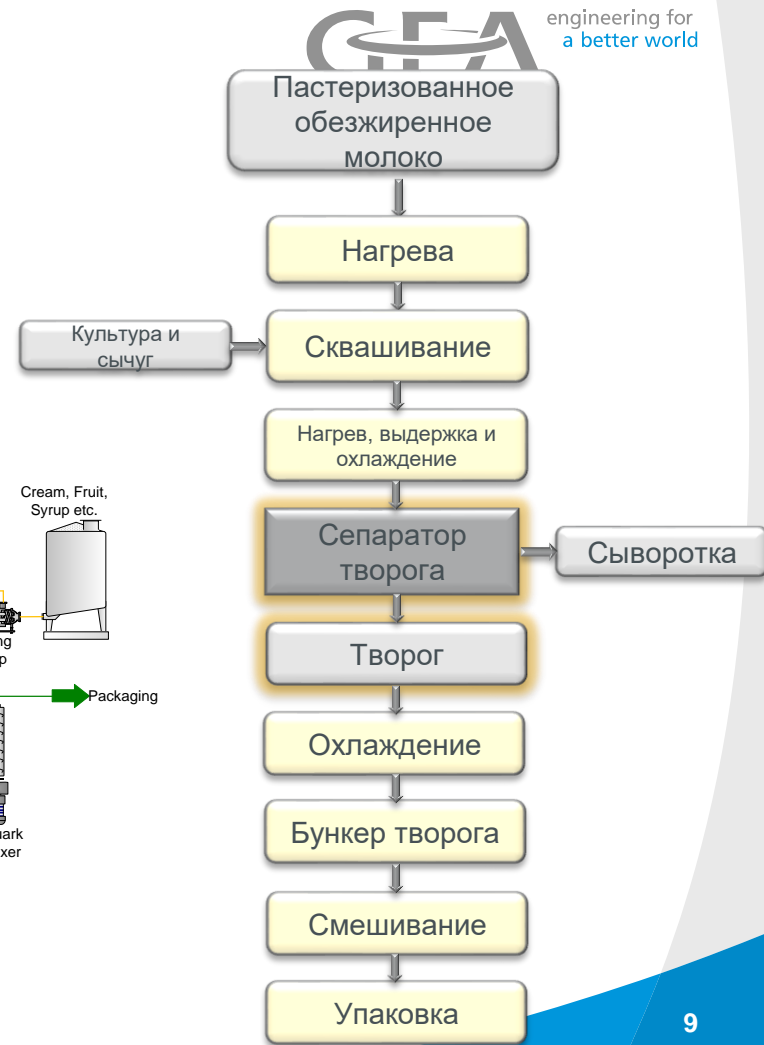 GEA
engineering for
a better world
Пастеризованное
обезжиренное
молоко
Нагрева
Культура и
сычуг
Сквашивание
Нагрев, выдержка и
охлаждение
Cream, Fruit,
Syrup etc.
Сепаратор
творога
Сыворотка
Творог
Packaging
Охлаждение
Бункер творога
Смешивание
Упаковка
9